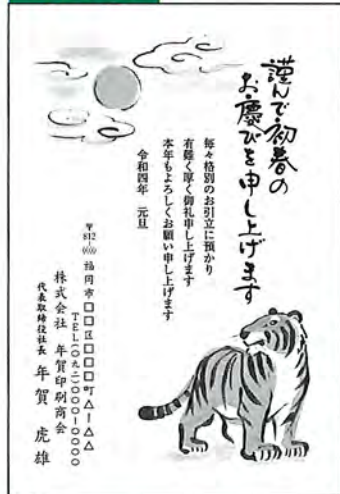 謹んで初春の
お慶びを申し上げます
毎々格別のお引立に預かり
有難く厚く御礼申し上げます
本年もよろしくお願い申し上げます
令和四年 元旦
〒812-0000 福岡市□□区□□□町△-△△
TEL(〇九二)〇〇〇-〇〇〇〇
株式会社 年賀印刷商会
代表取締役社長 年賀 虎雄